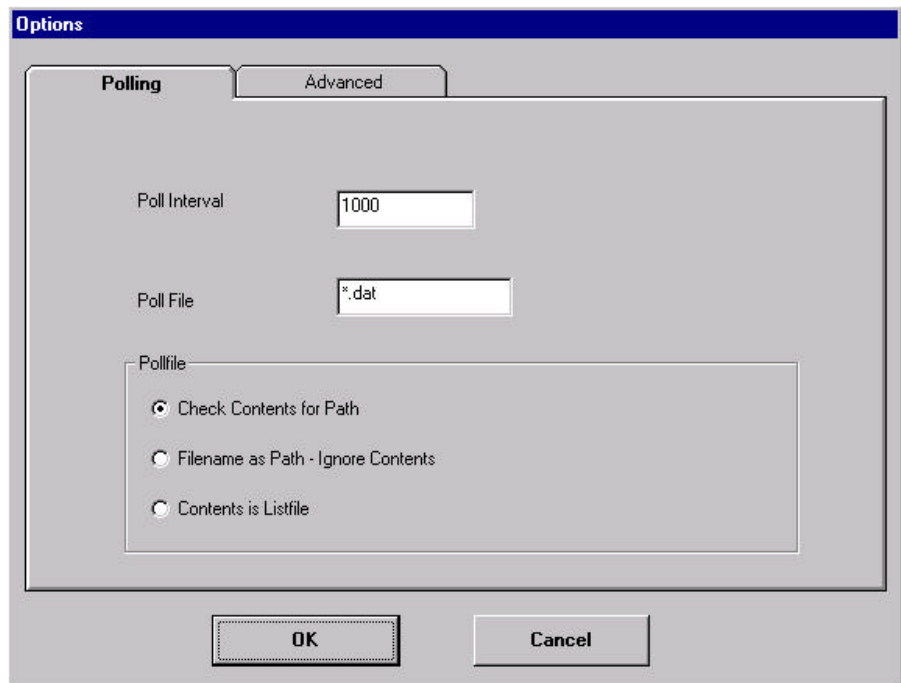 Options
Polling Advanced
Poll Interval 1000
Poll File *.dat
Pollfile
Check Contents for Path
Filename as Path - Ignore Contents
Contents is Listfile
OK Cancel